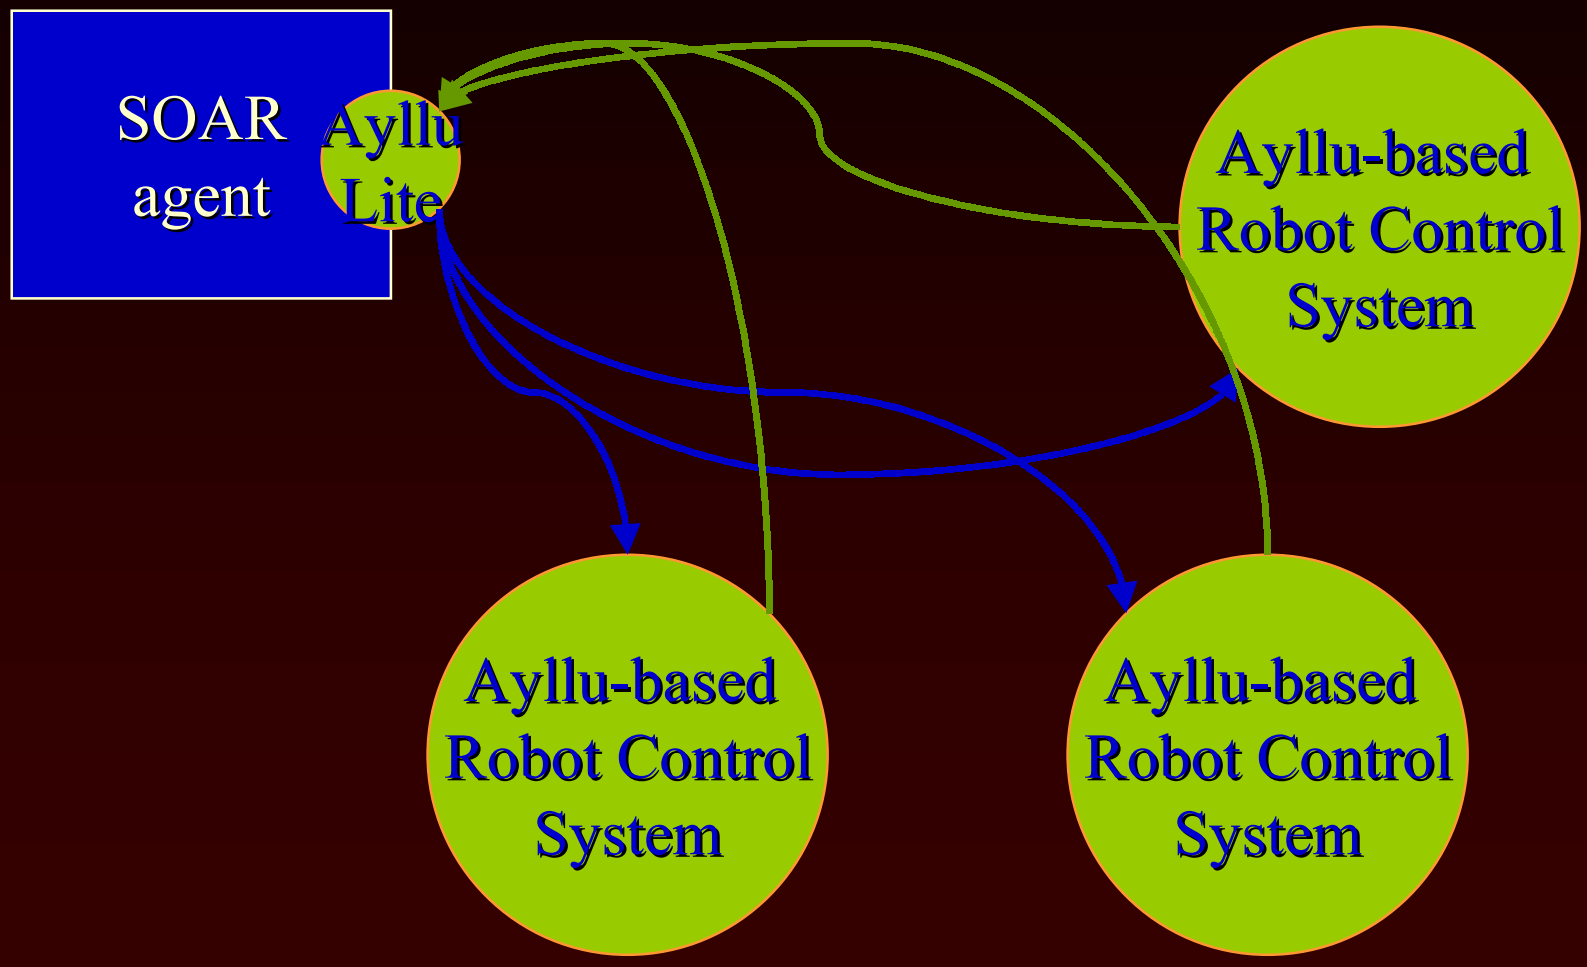 SOAR
agent
Ayllu
Lite
Ayllu-based
Robot Control
System
Ayllu-based
Robot Control
System
Ayllu-based
Robot Control
System